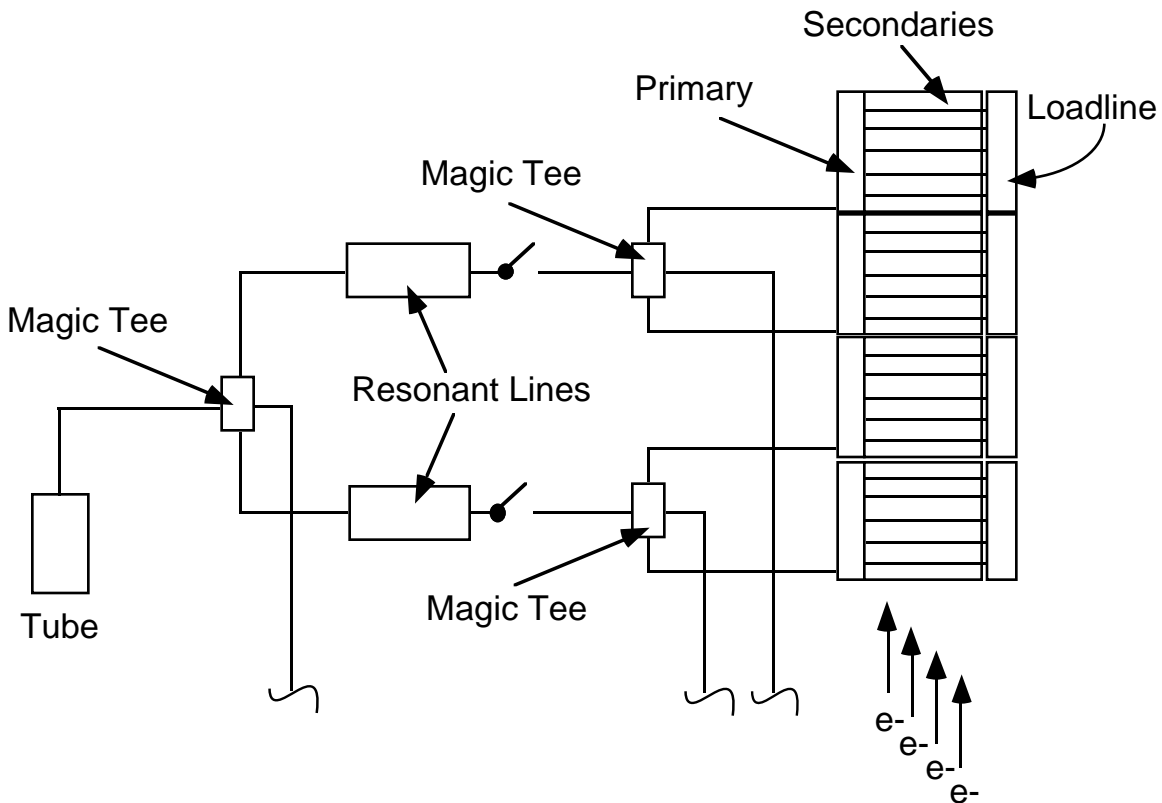 Secondaries
Primary
Loadline
Magic Tee
Magic Tee
Resonant Lines
Magic Tee
Tube
e-
e-
e-
e-